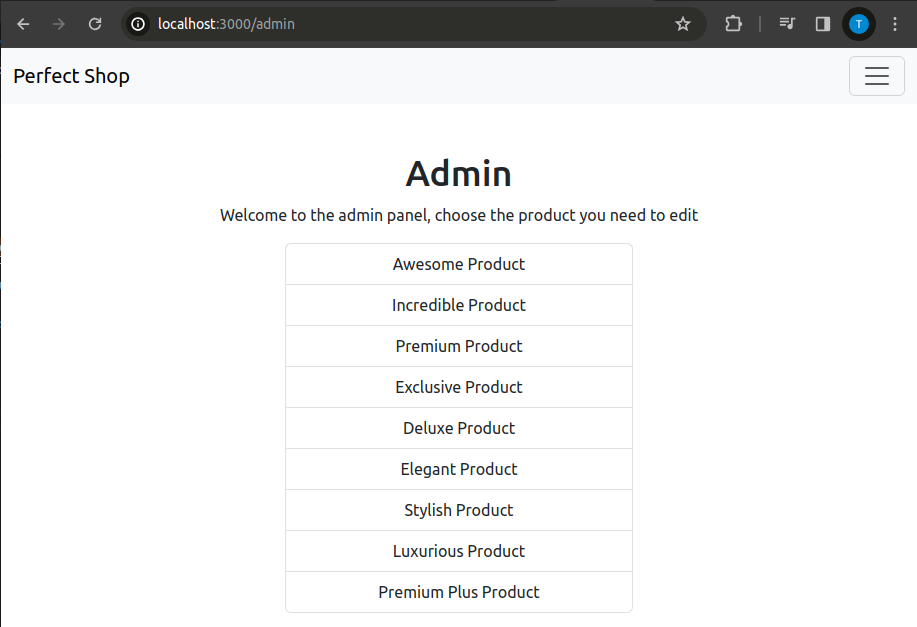 localhost:3000/admin
T
Perfect Shop
Admin
Welcome to the admin panel, choose the product you need to edit
Awesome Product
Incredible Product
Premium Product
Exclusive Product
Deluxe Product
Elegant Product
Stylish Product
Luxurious Product
Premium Plus Product